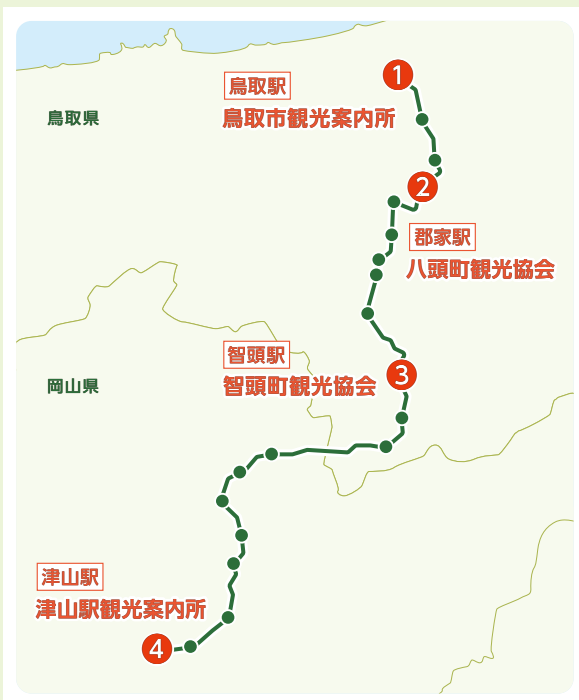 1
鳥取駅
鳥取市観光案内所
鳥取県
2
郡家駅
八頭町観光協会
智頭駅
3
智頭町観光協会
岡山県
津山駅
津山駅観光案内所
4